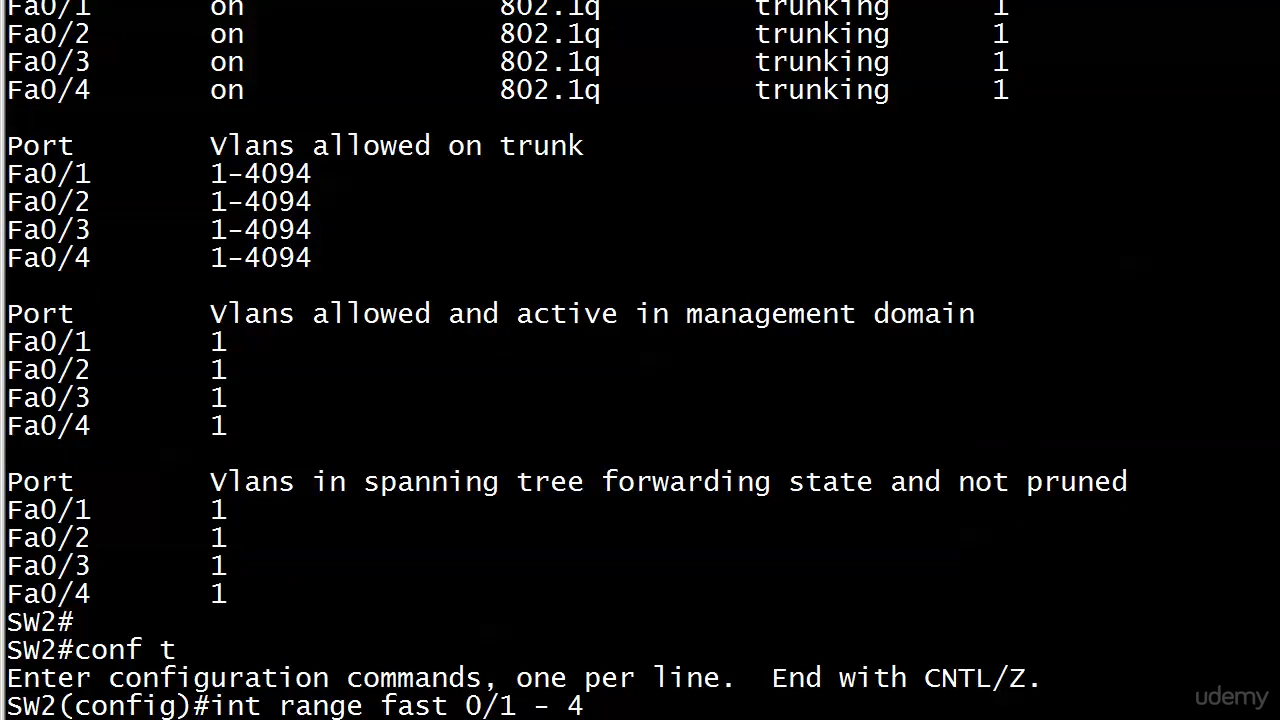 Fa0/1 on 802.1q trunking 1
Fa0/2 on 802.1q trunking 1
Fa0/3 on 802.1q trunking 1
Fa0/4 on 802.1q trunking 1
Port Vlans allowed on trunk
Fa0/1 1-4094
Fa0/2 1-4094
Fa0/3 1-4094
Fa0/4 1-4094
Port Vlans allowed and active in management domain
Fa0/1 1
Fa0/2 1
Fa0/3 1
Fa0/4 1
Port Vlans in spanning tree forwarding state and not pruned
Fa0/1 1
Fa0/2 1
Fa0/3 1
Fa0/4 1
SW2#
SW2#conf t
Enter configuration commands, one per line. End with CNTL/Z.
SW2(config)#int range fast 0/1 - 4
udemy